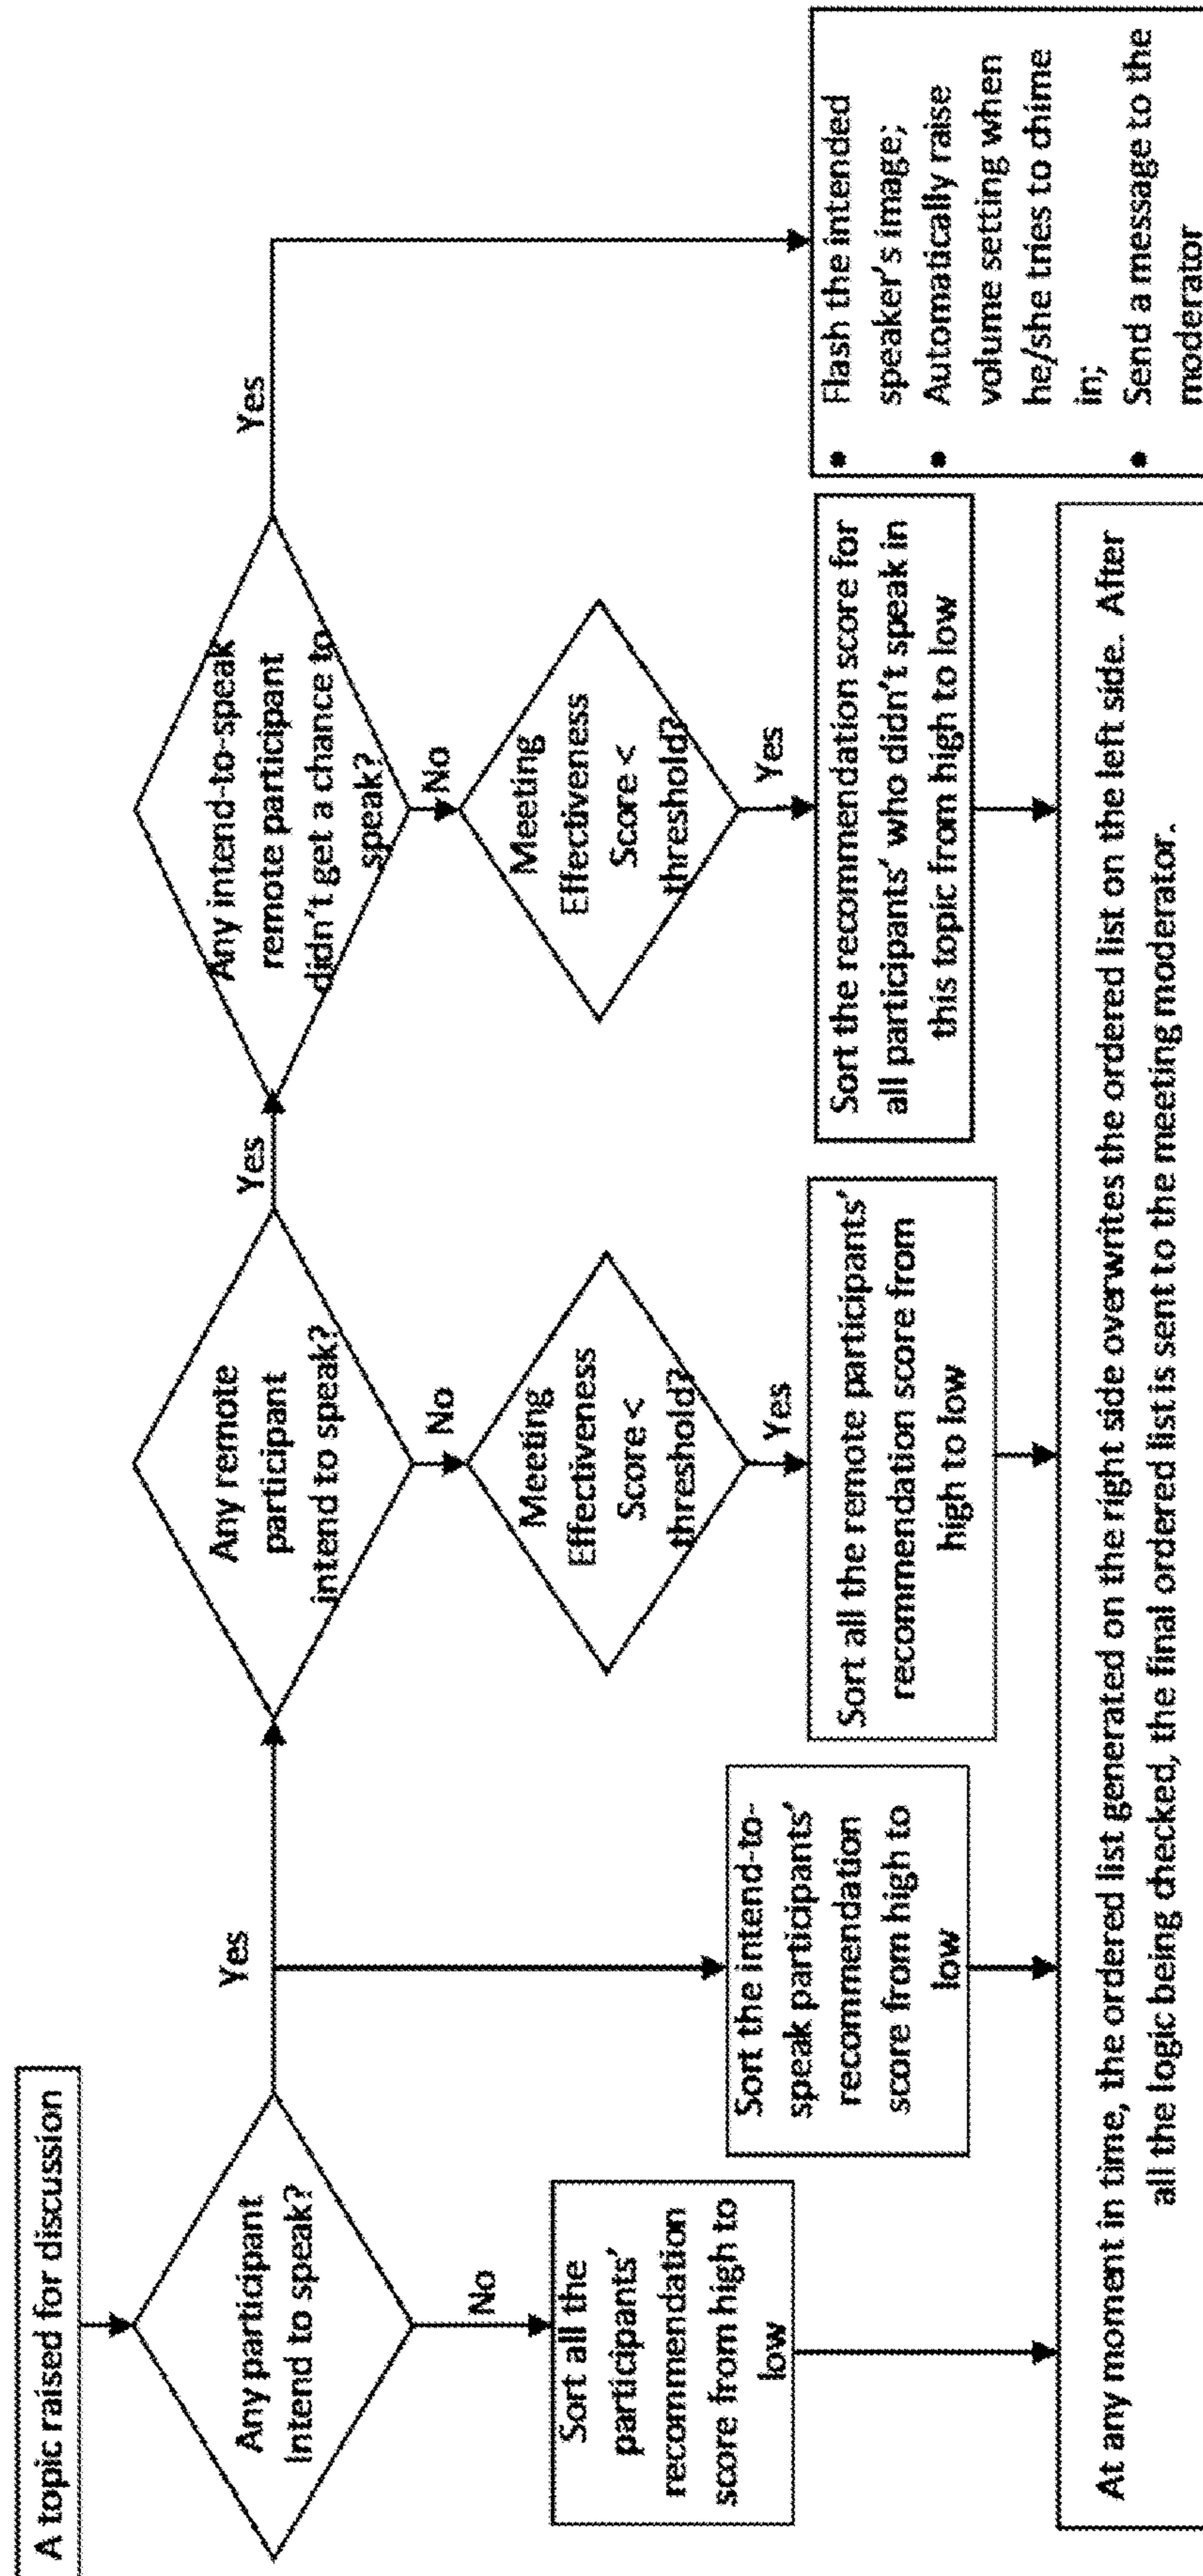 A topic raised for discussion
Any participant
Intend to speak?
Yes
No
Sort all the
participants'
recommendation
score from high to
low
Sort the intend-to-
speak participants'
recommendation
score from high to
low
Any remote
participant
intend to speak?
Yes
No
Meeting
Effectiveness
Score <
threshold?
Yes
Sort all the remote participants'
recommendation score from
high to low
Any intend-to-speak
remote participant
didn't get a chance to
speak?
Yes
No
Meeting
Effectiveness
Score <
threshold?
Yes
Sort the recommendation score for
all participants' who didn't speak in
this topic from high to low
• Flash the intended
speaker's image;
• Automatically raise
volume setting when
he/she tries to chime
in;
• Send a message to the
moderator
At any moment in time, the ordered list generated on the right side overwrites the ordered list on the left side. After
all the logic being checked, the final ordered list is sent to the meeting moderator.